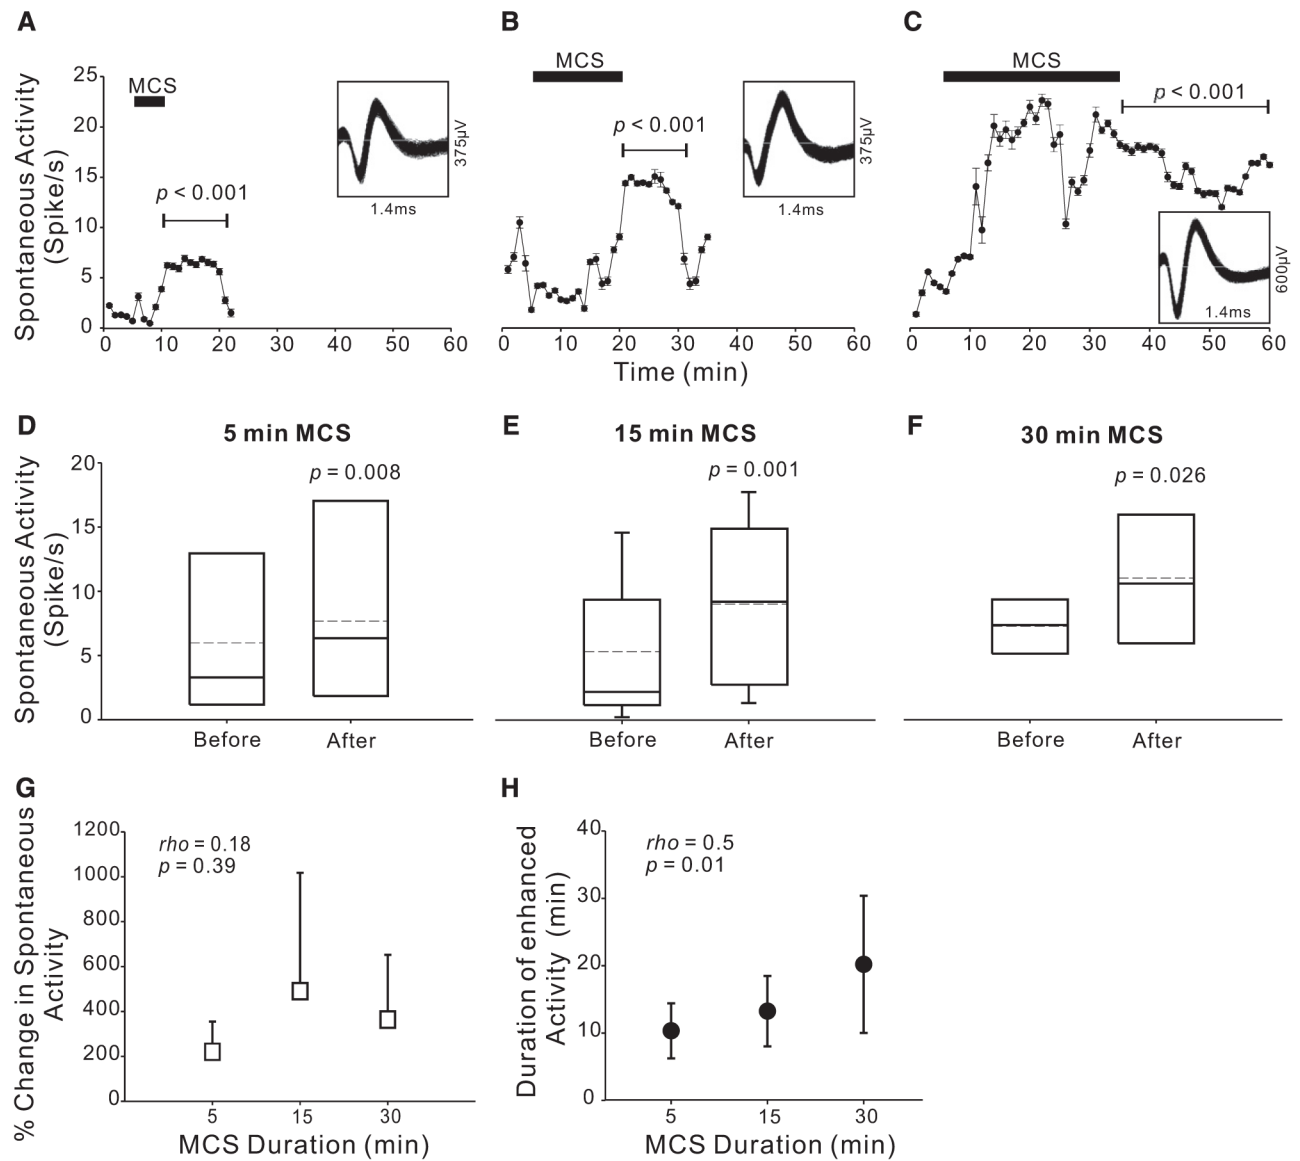 A
B
C
Spontaneous Activity
(Spike/s)
25
20
15
10
5
0
MCS
p < 0.001
375µV
1.4ms
0 10 20 30 40 50 60
MCS
p < 0.001
375µV
1.4ms
0 10 20 30 40 50 60
MCS
p < 0.001
600µV
1.4ms
0 10 20 30 40 50 60
Time (min)
D
5 min MCS
E
15 min MCS
F
30 min MCS
Spontaneous Activity
(Spike/s)
20
15
10
5
0
p = 0.008
Before After
p = 0.001
Before After
p = 0.026
Before After
G
% Change in Spontaneous
Activity
1200
1000
800
600
400
200
0
rho = 0.18
p = 0.39
5 15 30
MCS Duration (min)
H
Duration of enhanced
Activity (min)
40
30
20
10
0
rho = 0.5
p = 0.01
5 15 30
MCS Duration (min)